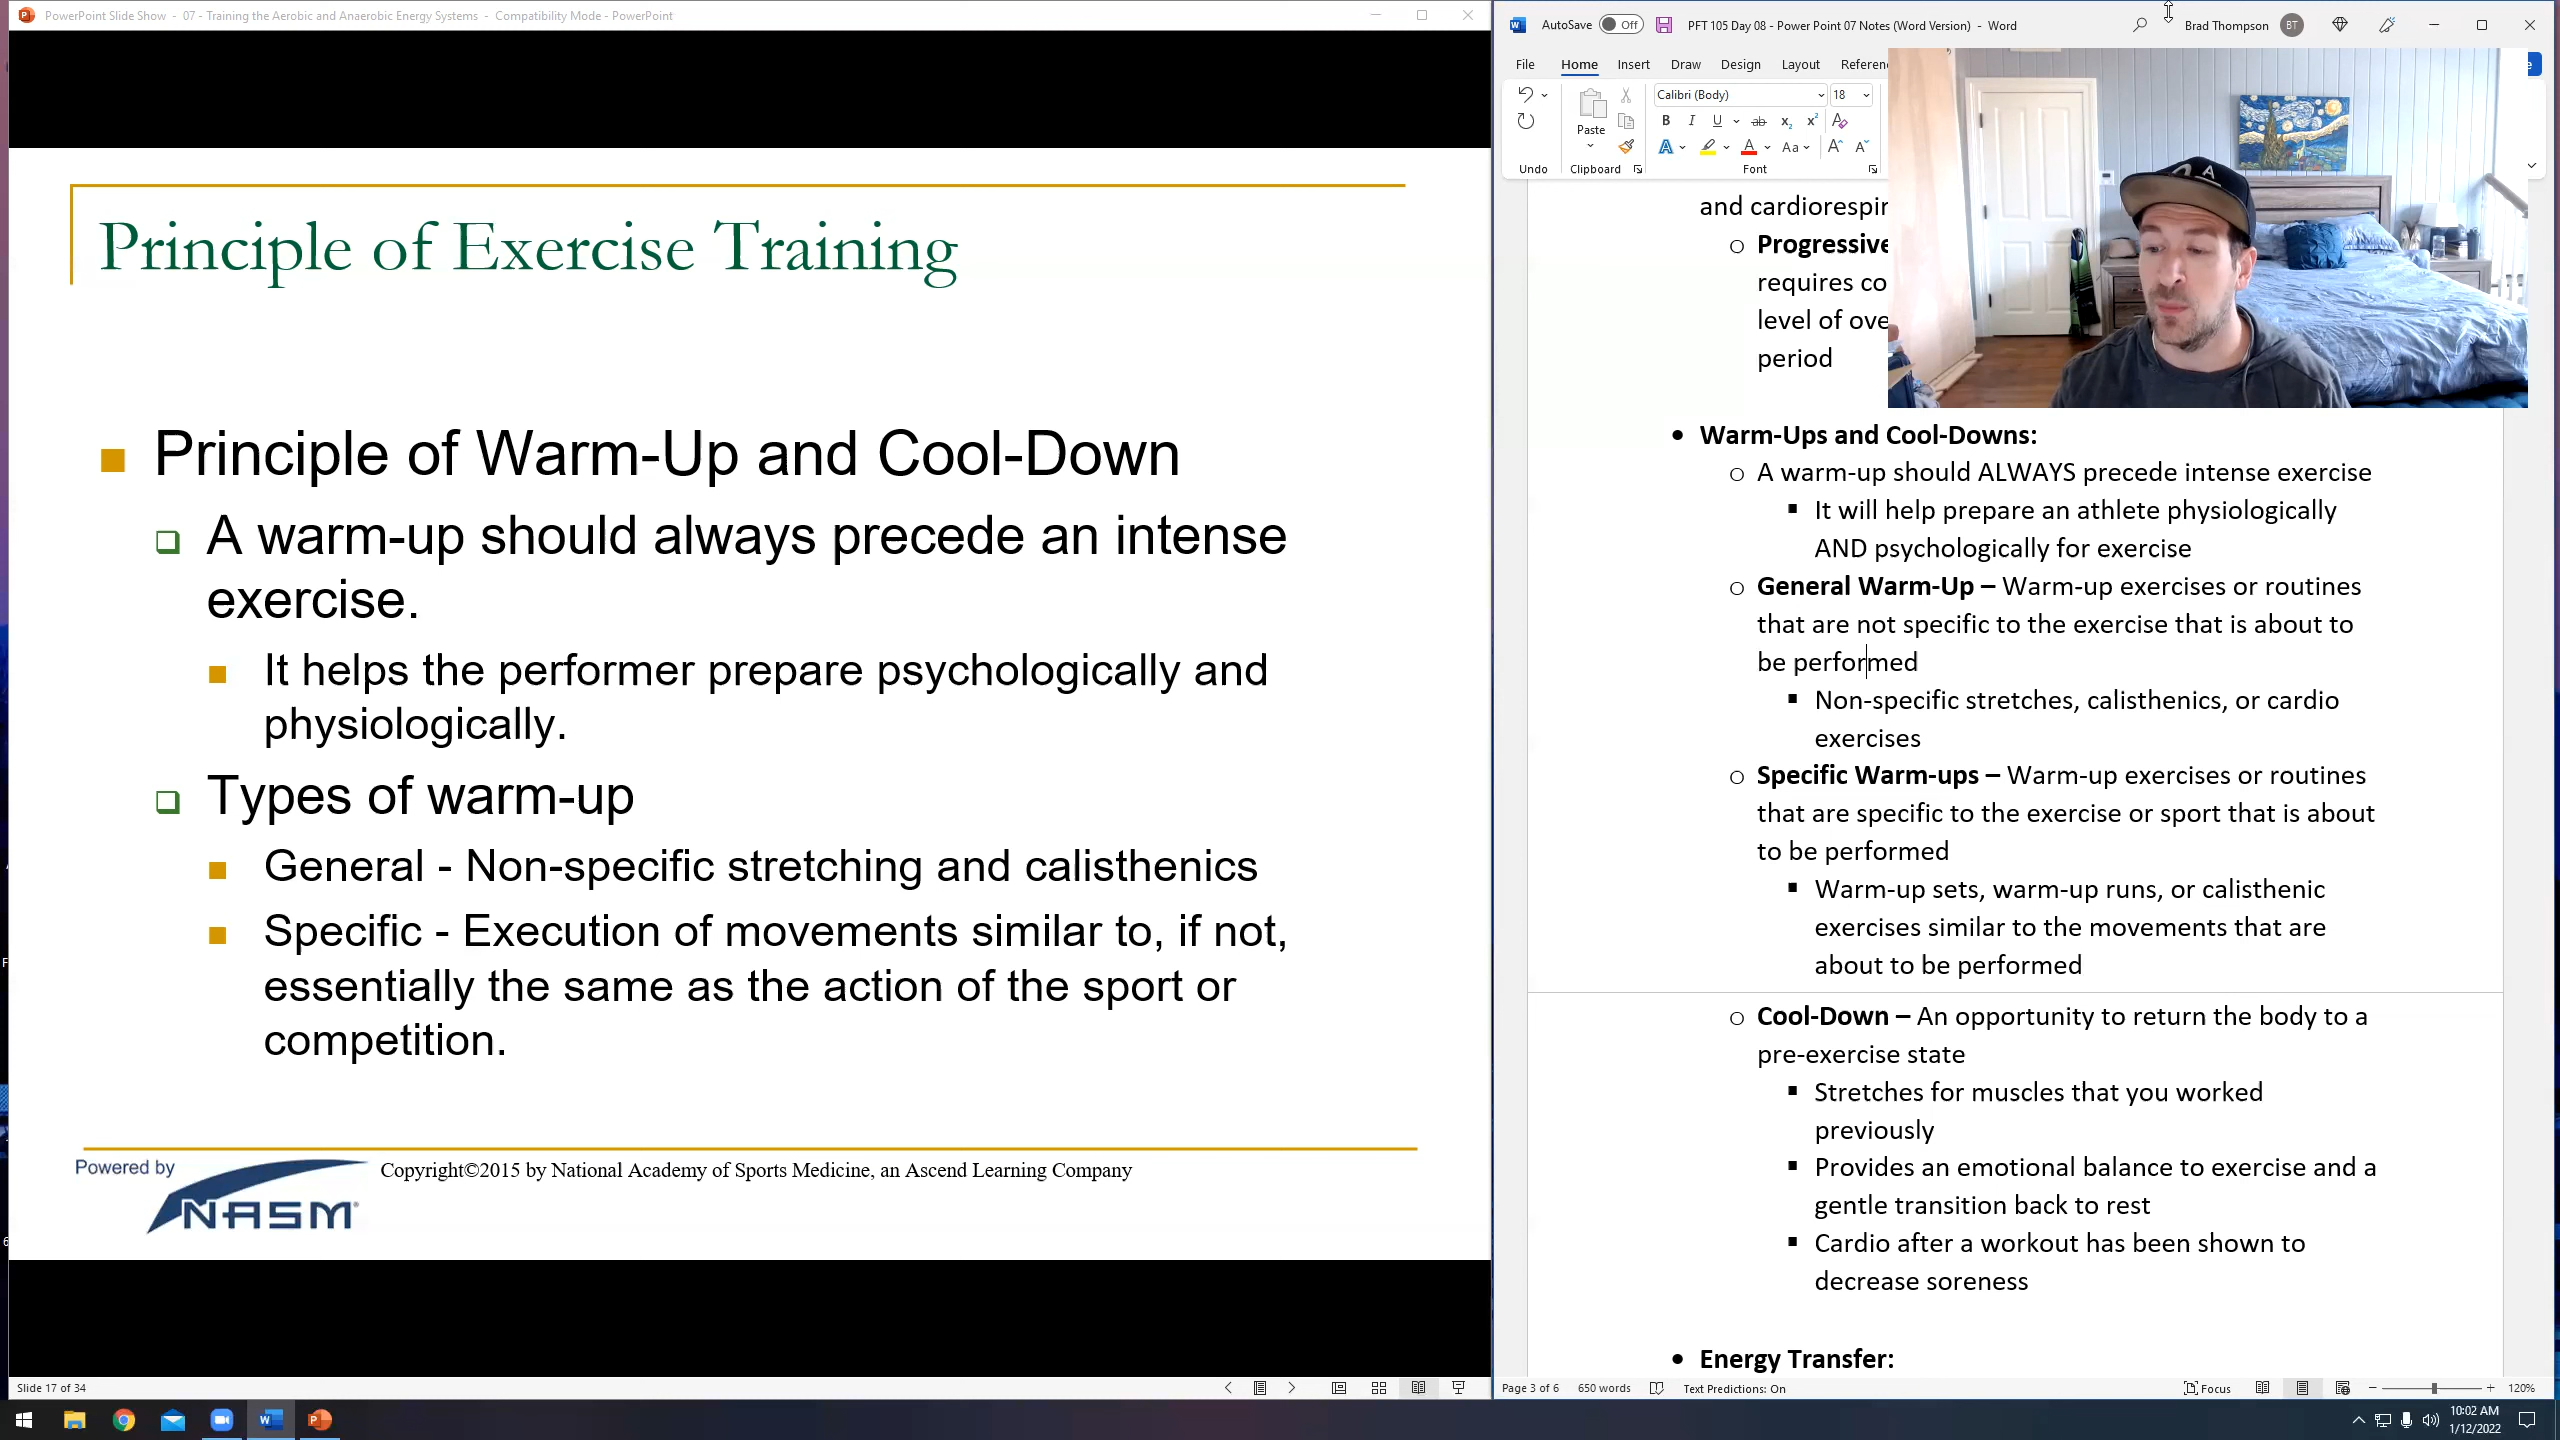 PowerPoint Slide Show - 07 - Training the Aerobic and Anaerobic Energy Systems - Compatibility Mode - PowerPoint
Principle of Exercise Training
Principle of Warm-Up and Cool-Down
A warm-up should always precede an intense
exercise.
It helps the performer prepare psychologically and
physiologically.
Types of warm-up
General - Non-specific stretching and calisthenics
Specific - Execution of movements similar to, if not,
essentially the same as the action of the sport or
competition.
Powered by
NASM
Copyright©2015 by National Academy of Sports Medicine, an Ascend Learning Company
Slide 17 of 34
AutoSave Off PFT 105 Day 08 - Power Point 07 Notes (Word Version) - Word Brad Thompson BT
File Home Insert Draw Design Layout Referenc
Paste
Calibri (Body) 18
B I U ab x₂ x² A
A A Aa A A
Undo Clipboard Font
and cardiorespir
Progressive
requires co
level of ove
period
Warm-Ups and Cool-Downs:
A warm-up should ALWAYS precede intense exercise
It will help prepare an athlete physiologically
AND psychologically for exercise
General Warm-Up – Warm-up exercises or routines
that are not specific to the exercise that is about to
be performed
Non-specific stretches, calisthenics, or cardio
exercises
Specific Warm-ups – Warm-up exercises or routines
that are specific to the exercise or sport that is about
to be performed
Warm-up sets, warm-up runs, or calisthenic
exercises similar to the movements that are
about to be performed
Cool-Down – An opportunity to return the body to a
pre-exercise state
Stretches for muscles that you worked
previously
Provides an emotional balance to exercise and a
gentle transition back to rest
Cardio after a workout has been shown to
decrease soreness
Energy Transfer:
Page 3 of 6 650 words Text Predictions: On Focus 120%
10:02 AM
1/12/2022